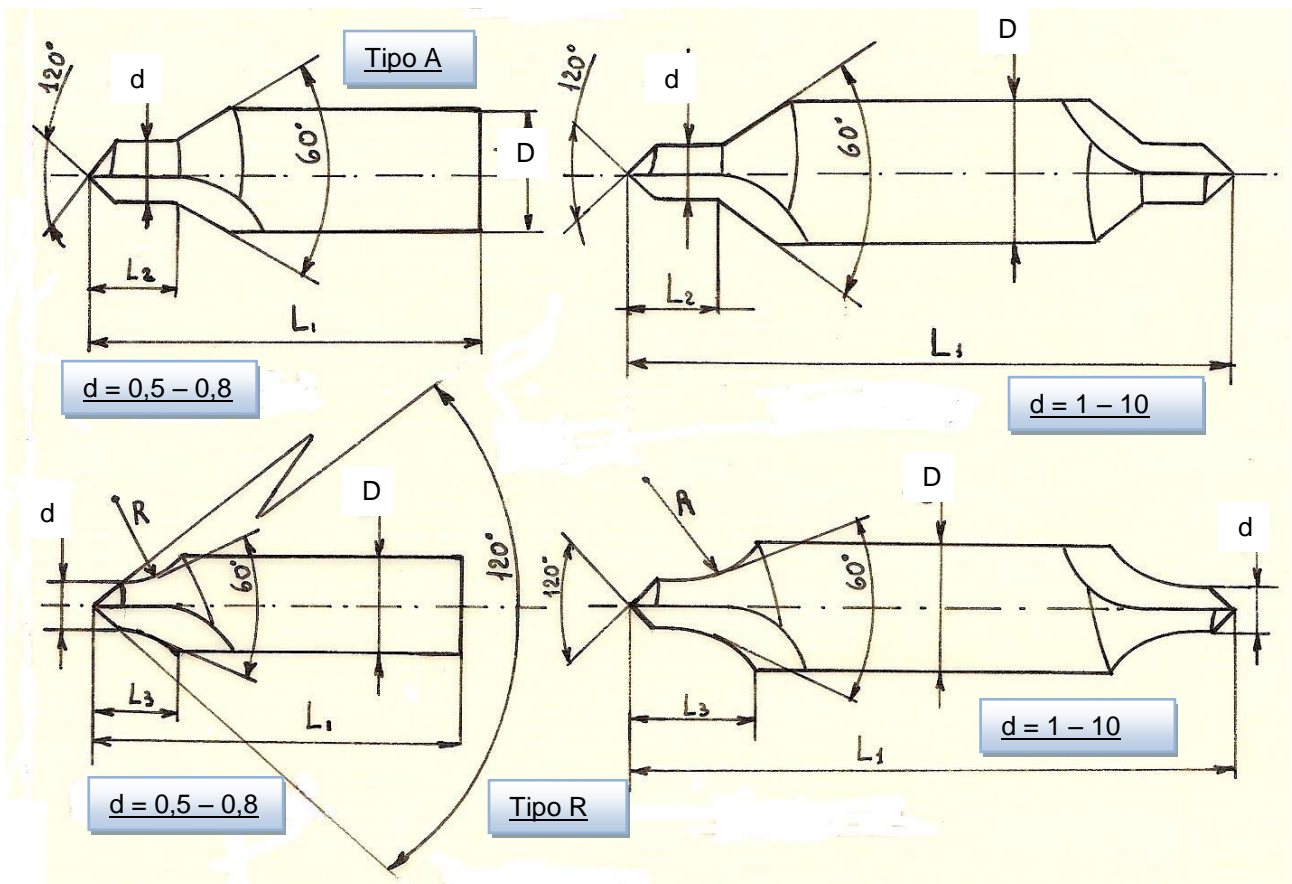 Tipo A
120°
d
60°
D
L2
L1
d = 0,5 – 0,8
D
120°
d
60°
L2
L1
d = 1 – 10
d
R
D
60°
120°
L3
L1
d = 0,5 – 0,8
Tipo R
R
D
d
120°
60°
L3
d = 1 – 10
L1